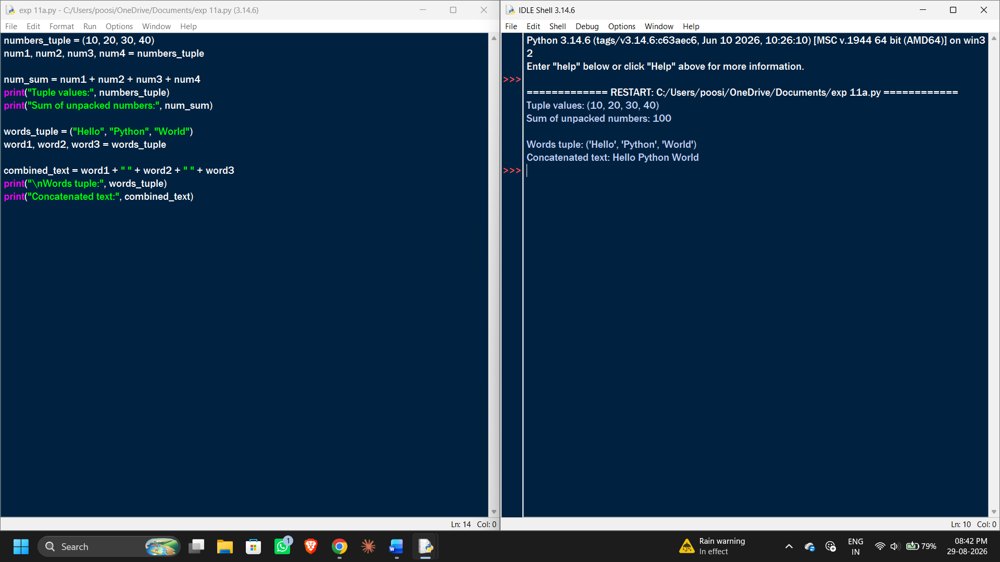 exp 11a.py - C:/Users/poosi/OneDrive/Documents/exp 11a.py (3.14.6)
File Edit Format Run Options Window Help
numbers_tuple = (10, 20, 30, 40)
num1, num2, num3, num4 = numbers_tuple
num_sum = num1 + num2 + num3 + num4
print("Tuple values:", numbers_tuple)
print("Sum of unpacked numbers:", num_sum)
words_tuple = ("Hello", "Python", "World")
word1, word2, word3 = words_tuple
combined_text = word1 + " " + word2 + " " + word3
print("\nWords tuple:", words_tuple)
print("Concatenated text:", combined_text)
Ln: 14 Col: 0
IDLE Shell 3.14.6
File Edit Shell Debug Options Window Help
Python 3.14.6 (tags/v3.14.6:c63aec6, Jun 10 2026, 10:26:10) [MSC v.1944 64 bit (AMD64)] on win3
2
Enter "help" below or click "Help" above for more information.
>>>
============= RESTART: C:/Users/poosi/OneDrive/Documents/exp 11a.py ============
Tuple values: (10, 20, 30, 40)
Sum of unpacked numbers: 100
Words tuple: ('Hello', 'Python', 'World')
Concatenated text: Hello Python World
>>>
Ln: 10 Col: 0
Search
1
W
Rain warning
In effect
ENG
IN
79%
08:42 PM
29-08-2026